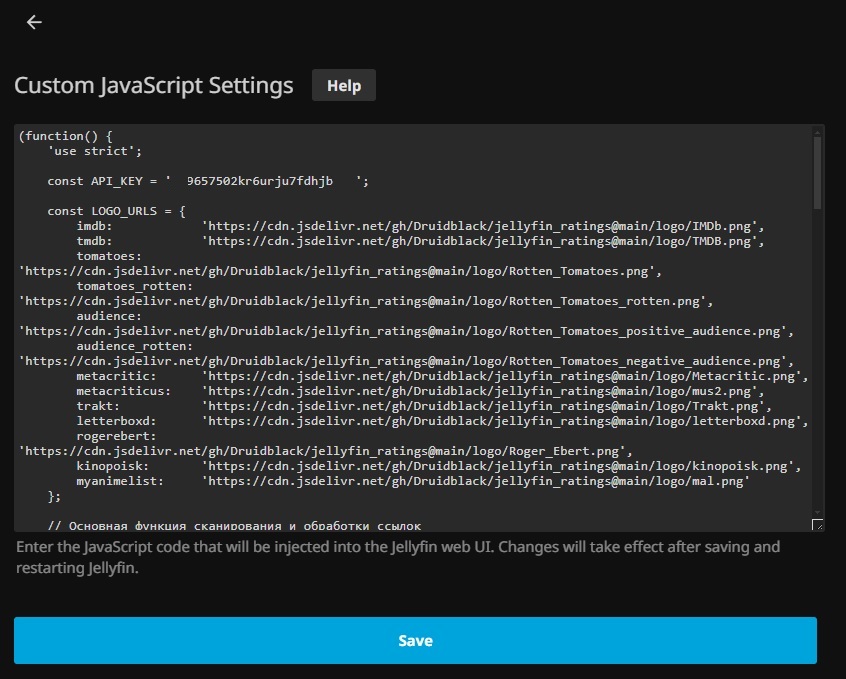 Custom JavaScript Settings
Help
(function() {
'use strict';
const API_KEY = '  9657502kr6urju7fdhjb   ';
const LOGO_URLS = {
imdb:            'https://cdn.jsdelivr.net/gh/Druidblack/jellyfin_ratings@main/logo/IMDb.png',
tmdb:            'https://cdn.jsdelivr.net/gh/Druidblack/jellyfin_ratings@main/logo/TMDB.png',
tomatoes:
'https://cdn.jsdelivr.net/gh/Druidblack/jellyfin_ratings@main/logo/Rotten_Tomatoes.png',
tomatoes_rotten:
'https://cdn.jsdelivr.net/gh/Druidblack/jellyfin_ratings@main/logo/Rotten_Tomatoes_rotten.png',
audience:
'https://cdn.jsdelivr.net/gh/Druidblack/jellyfin_ratings@main/logo/Rotten_Tomatoes_positive_audience.png',
audience_rotten:
'https://cdn.jsdelivr.net/gh/Druidblack/jellyfin_ratings@main/logo/Rotten_Tomatoes_negative_audience.png',
metacritic:      'https://cdn.jsdelivr.net/gh/Druidblack/jellyfin_ratings@main/logo/Metacritic.png',
metacriticus:    'https://cdn.jsdelivr.net/gh/Druidblack/jellyfin_ratings@main/logo/mus2.png',
trakt:           'https://cdn.jsdelivr.net/gh/Druidblack/jellyfin_ratings@main/logo/Trakt.png',
letterboxd:      'https://cdn.jsdelivr.net/gh/Druidblack/jellyfin_ratings@main/logo/letterboxd.png',
rogerebert:
'https://cdn.jsdelivr.net/gh/Druidblack/jellyfin_ratings@main/logo/Roger_Ebert.png',
kinopoisk:       'https://cdn.jsdelivr.net/gh/Druidblack/jellyfin_ratings@main/logo/kinopoisk.png',
myanimelist:     'https://cdn.jsdelivr.net/gh/Druidblack/jellyfin_ratings@main/logo/mal.png'
};
// Основная функция сканирования и обработки ссылок
Enter the JavaScript code that will be injected into the Jellyfin web UI. Changes will take effect after saving and
restarting Jellyfin.
Save